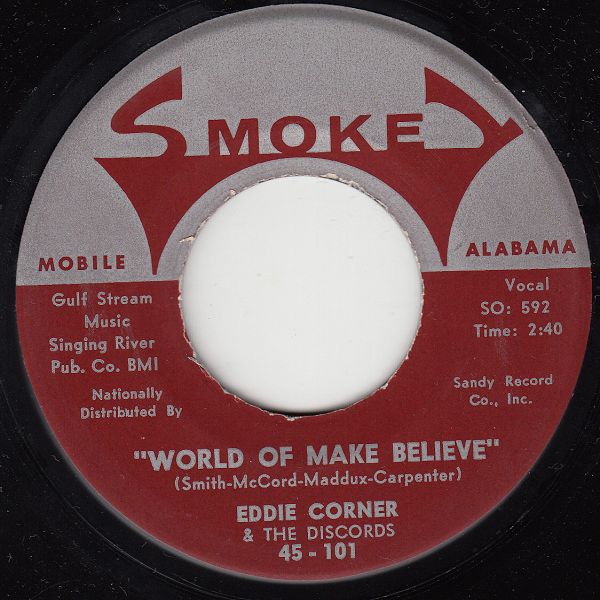 SMOKEY
MOBILE
ALABAMA
Gulf Stream
Music
Singing River
Pub. Co. BMI
Nationally
Distributed By
Vocal
SO: 592
Time: 2:40
Sandy Record
Co., Inc.
"WORLD OF MAKE BELIEVE"
(Smith-McCord-Maddux-Carpenter)
EDDIE CORNER
& THE DISCORDS
45 - 101